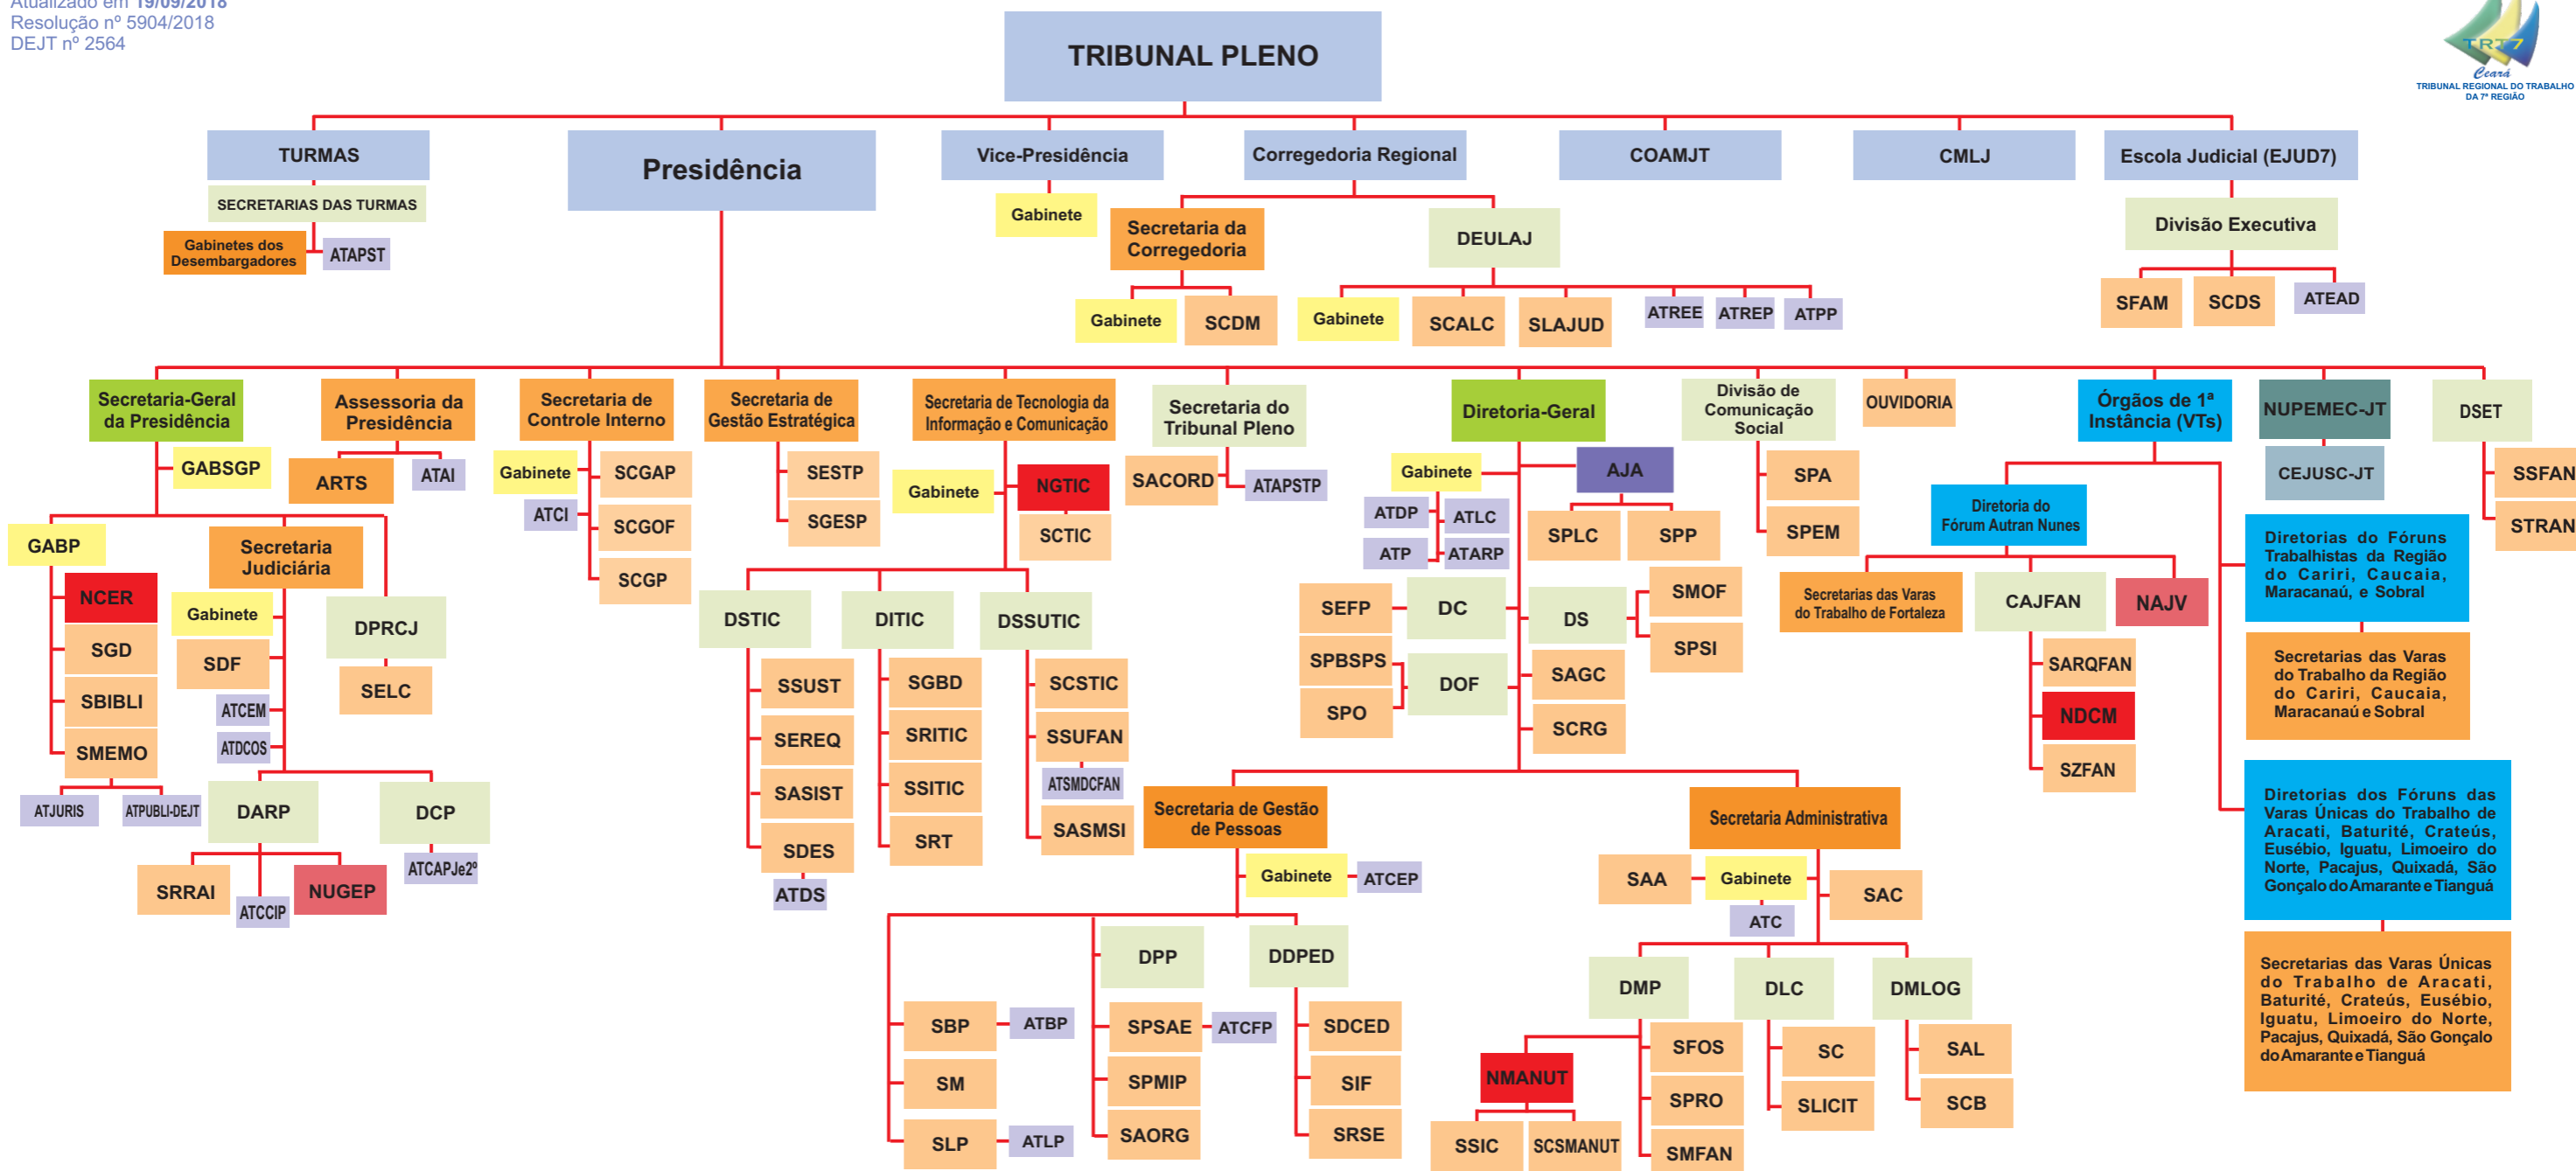 Atualizado em 19/09/2018
Resolução nº 5904/2018
DEJT nº 2564
TRIBUNAL PLENO
TRT7
Ceará
TRIBUNAL REGIONAL DO TRABALHO
DA 7ª REGIÃO
TURMAS
Presidência
Vice-Presidência
Corregedoria Regional
COAMJT
CMLJ
Escola Judicial (EJUD7)
SECRETARIAS DAS TURMAS
Gabinetes dos
Desembargadores
ATAPST
Gabinete
Secretaria da
Corregedoria
DEULAJ
Divisão Executiva
Gabinete
SCDM
Gabinete
SCALC
SLAJUD
ATREE
ATREP
ATPP
SFAM
SCDS
ATEAD
Secretaria-Geral
da Presidência
Assessoria da
Presidência
Secretaria de
Controle Interno
Secretaria de
Gestão Estratégica
Secretaria de Tecnologia da
Informação e Comunicação
Secretaria do
Tribunal Pleno
Diretoria-Geral
Divisão de
Comunicação
Social
OUVIDORIA
Órgãos de 1ª
Instância (VTs)
NUPEMEC-JT
DSET
GABSGP
ARTS
ATAI
Gabinete
ATCI
SCGAP
SCGOF
SCGP
SESTP
SGESP
Gabinete
NGTIC
SCTIC
SACORD
ATAPSTP
Gabinete
AJA
ATDP
ATLC
ATP
ATARP
SPLC
SPP
SPA
SPEM
CEJUSC-JT
SSFAN
STRAN
Diretoria do
Fórum Autran Nunes
Secretarias das Varas
do Trabalho de Fortaleza
CAJFAN
NAJV
SARQFAN
NDCM
SZFAN
Diretorias do Fóruns
Trabalhistas da Região
do Cariri, Caucaia,
Maracanaú, e Sobral
Secretarias das Varas
do Trabalho da Região
do Cariri, Caucaia,
Maracanaú e Sobral
Diretorias dos Fóruns das
Varas Únicas do Trabalho de
Aracati, Baturité, Crateús,
Eusébio, Iguatu, Limoeiro do
Norte, Pacajus, Quixadá, São
Gonçalo do Amarante e Tianguá
Secretarias das Varas Únicas
do Trabalho de Aracati,
Baturité, Crateús, Eusébio,
Iguatu, Limoeiro do Norte,
Pacajus, Quixadá, São Gonçalo
do Amarante e Tianguá
GABP
NCER
SGD
SBIBLI
SMEMO
ATJURIS
ATPUBLI-DEJT
Secretaria
Judiciária
Gabinete
SDF
ATCEM
ATDCOS
DPRCJ
SELC
DARP
DCP
SRRAI
ATCCIP
NUGEP
ATCAPJe2º
DSTIC
DITIC
DSSUTIC
SSUST
SEREQ
SASIST
SDES
ATDS
SGBD
SRITIC
SSITIC
SRT
SCSTIC
SSUFAN
ATSMDCFAN
SASMSI
SEFP
DC
SPBSPS
DOF
SPO
DS
SMOF
SPSI
SAGC
SCRG
Secretaria de Gestão
de Pessoas
Gabinete
ATCEP
Secretaria Administrativa
SAA
Gabinete
ATC
SAC
DPP
DDPED
SBP
ATBP
SM
SLP
ATLP
SPSAE
ATCFP
SPMIP
SAORG
SDCED
SIF
SRSE
DMP
DLC
DMLOG
NMANUT
SSIC
SCSMANUT
SFOS
SPRO
SMFAN
SC
SLICIT
SAL
SCB